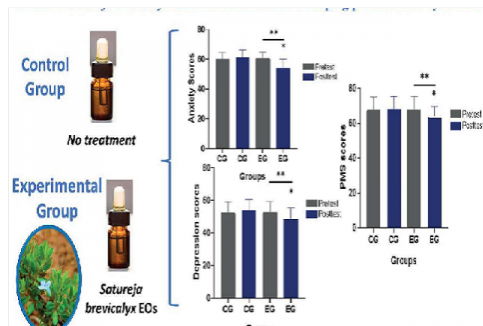 Control
Group
No treatment
Experimental
Group
Satureja
brevicalyx EOs
Anxiety Scores
80
60
40
20
0
**
*
Pretest
Posttest
CG CG EG EG
Groups
Depression scores
80
60
40
20
0
**
*
Pretest
Posttest
CG CG EG EG
PMS scores
80
60
40
20
0
**
*
Pretest
Posttest
CG CG EG EG
Groups